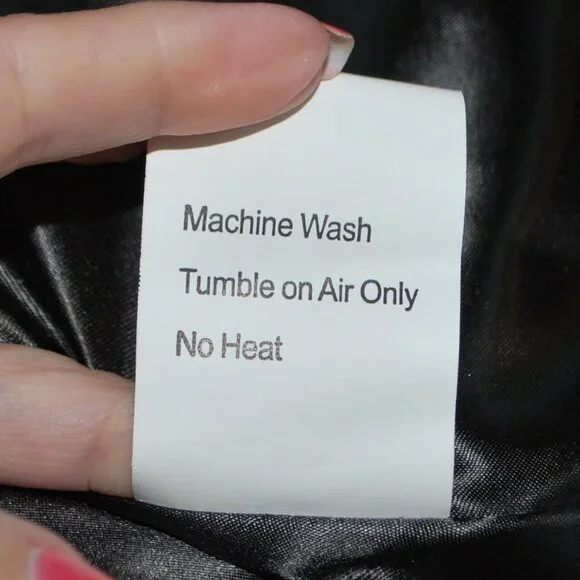 Machine Wash
Tumble on Air Only
No Heat